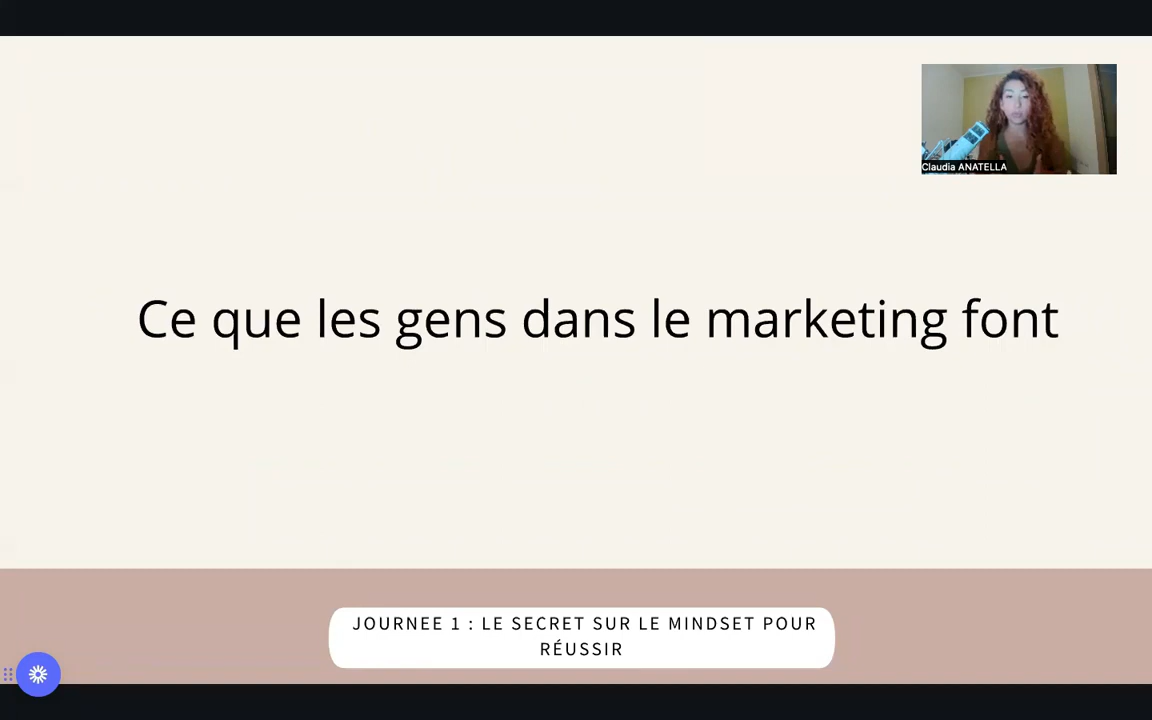 Claudia ANATELLA
Ce que les gens dans le marketing font
JOURNEE 1 : LE SECRET SUR LE MINDSET POUR
RÉUSSIR